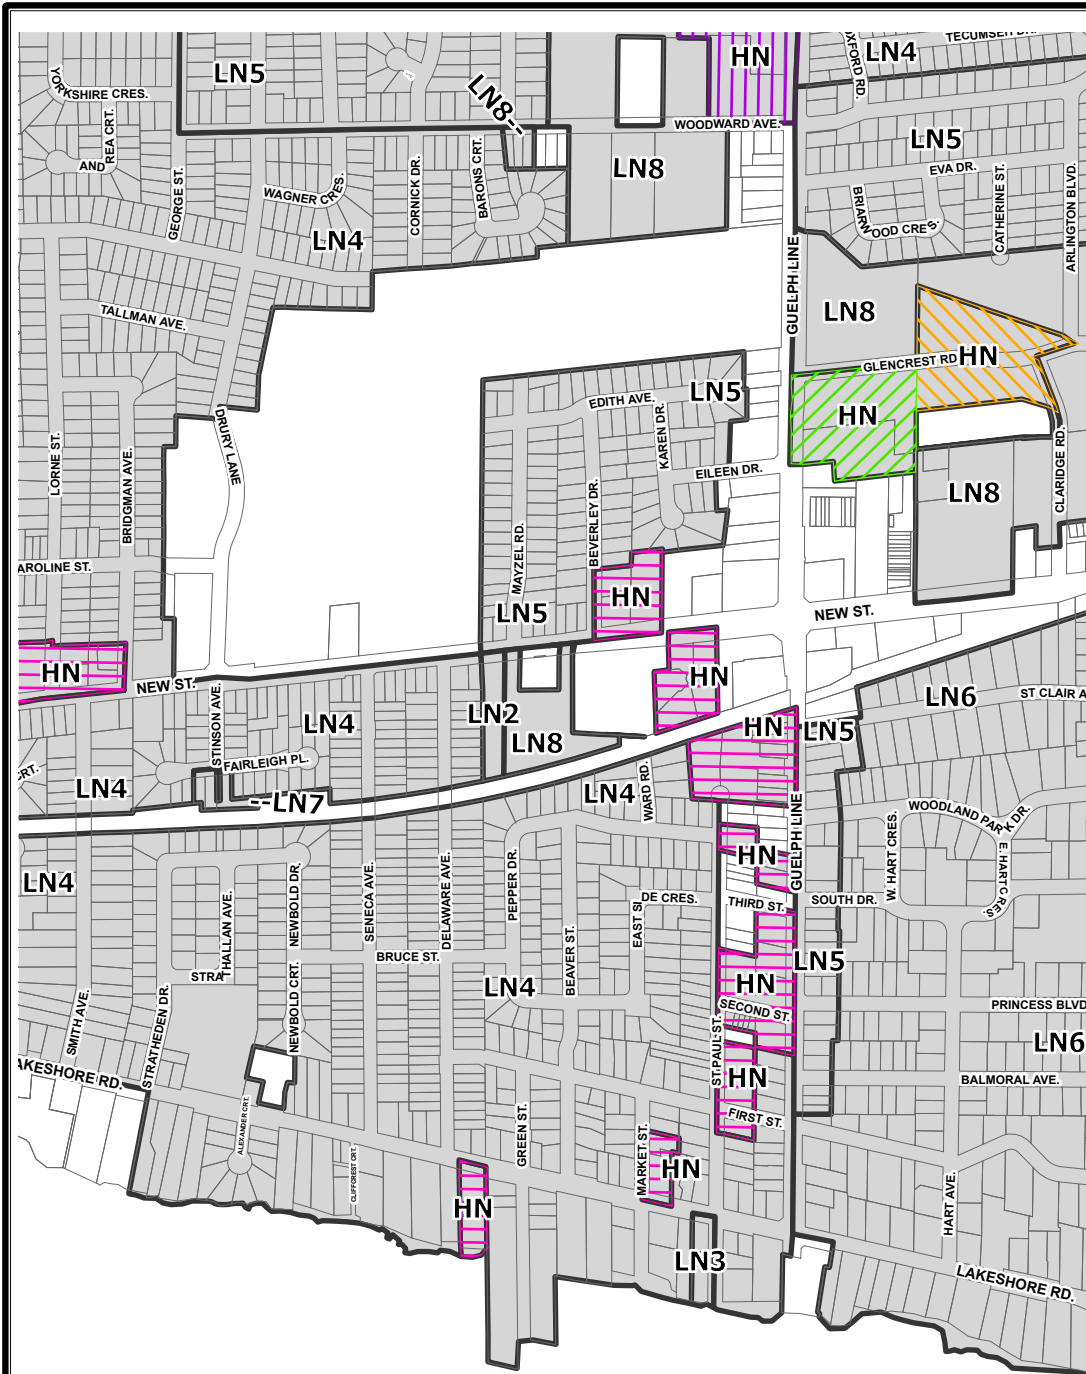 TECUMSEH DR.
OXFORD RD.
LN4
HN
LN5
YORKSHIRE CRES.
LN8--
WOODWARD AVE.
REA CRT.
AND
LN5
LN8
EVA DR.
CATHERINE ST.
ARLINGTON BLVD.
GEORGE ST.
WAGNER CRES.
CORNICK DR.
BARONS CRT.
BRIARWOOD CRES.
LN4
GUELPH LINE
TALLMAN AVE.
LN8
GLENCREST RD.
HN
EDITH AVE.
LN5
HN
DRURY LANE
KAREN DR.
EILEEN DR.
CLARIDGE RD.
LORNE ST.
BRIDGMAN AVE.
BEVERLEY DR.
LN8
MAYZEL RD.
AROLINE ST.
HN
LN5
NEW ST.
HN
NEW ST.
HN
LN6
ST CLAIR A
STINSON AVE.
LN4
LN2
HN
LN5
LN8
FAIRLEIGH PL.
CRT.
LN4
--LN7
LN4
WARD RD.
GUELPH LINE
WOODLAND PARK DR.
HN
W. HART CRES.
E. HART CRES.
LN4
PEPPER DR.
DELAWARE AVE.
SENECA AVE.
NEWBOLD DR.
THALLAN AVE.
EAST SIDE CRES.
THIRD ST.
SOUTH DR.
BEAVER ST.
BRUCE ST.
LN5
STRA
LN4
HN
SECOND ST.
PRINCESS BLVD
SMITH AVE.
STRATHEDEN DR.
NEWBOLD CRT.
ST.PAUL ST.
LN6
AKESHORE RD.
HN
BALMORAL AVE.
ALEXANDER CRT.
GREEN ST.
FIRST ST.
CLIFFCREST CRT.
MARKET ST.
HN
HART AVE.
HN
LN3
LAKESHORE RD.